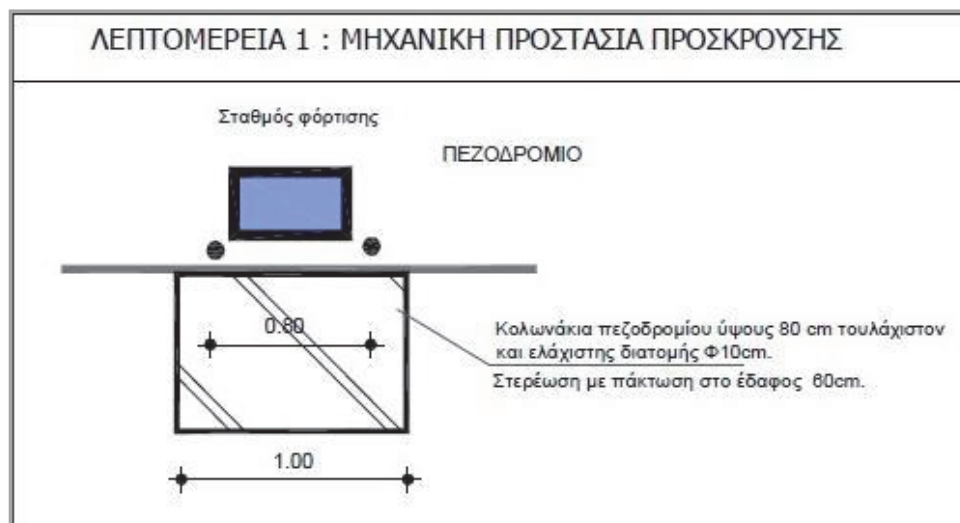 ΛΕΠΤΟΜΕΡΕΙΑ 1 : ΜΗΧΑΝΙΚΗ ΠΡΟΣΤΑΣΙΑ ΠΡΟΣΚΡΟΥΣΗΣ
Σταθμός φόρτισης
ΠΕΖΟΔΡΟΜΙΟ
0.80
Κολωνάκια πεζοδρομίου ύψους 80 cm τουλάχιστον
και ελάχιστης διατομής Φ10cm.
Στερέωση με πάκτωση στο έδαφος 60cm.
1.00